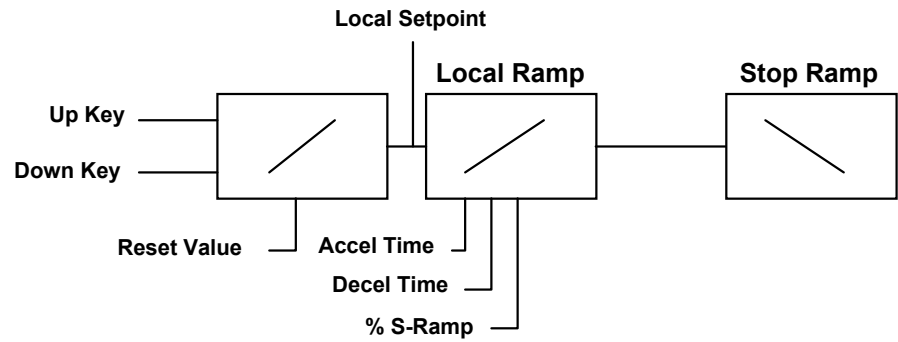 Local Setpoint
Local Ramp
Stop Ramp
Up Key
Down Key
Reset Value
Accel Time
Decel Time
% S-Ramp